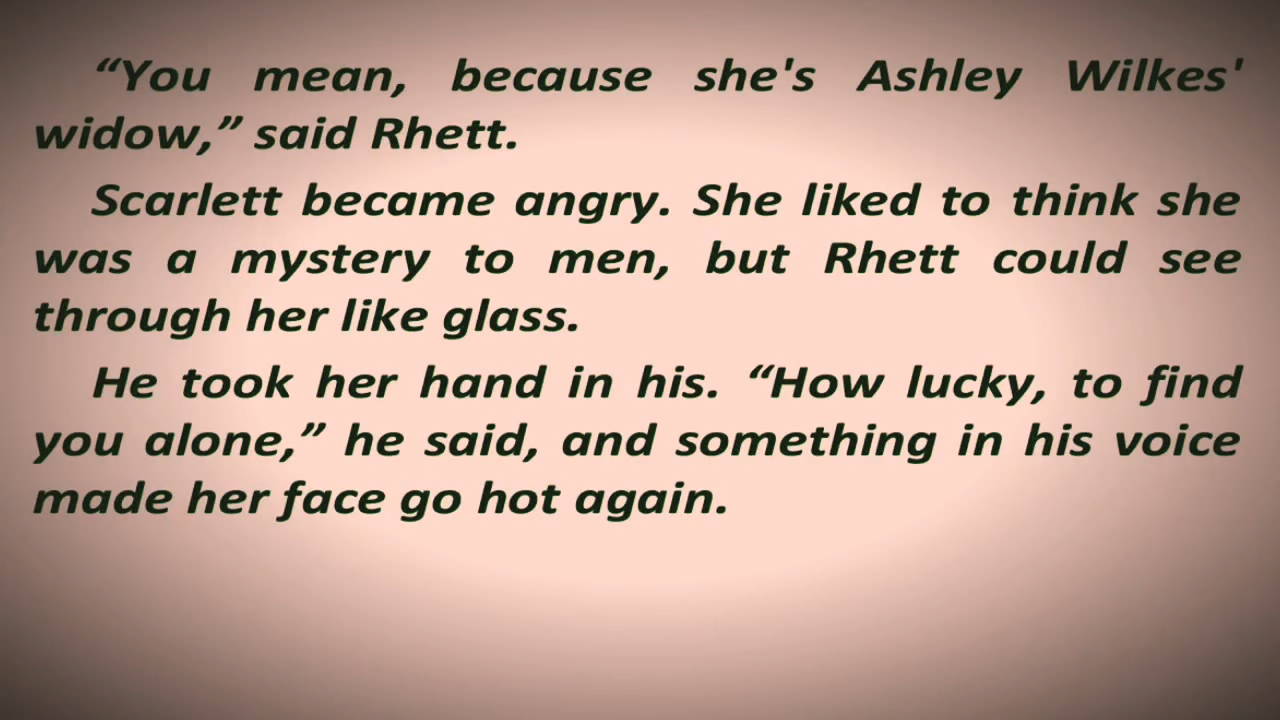 “You mean, because she's Ashley Wilkes'
widow,” said Rhett.
Scarlett became angry. She liked to think she
was a mystery to men, but Rhett could see
through her like glass.
He took her hand in his. “How lucky, to find
you alone,” he said, and something in his voice
made her face go hot again.